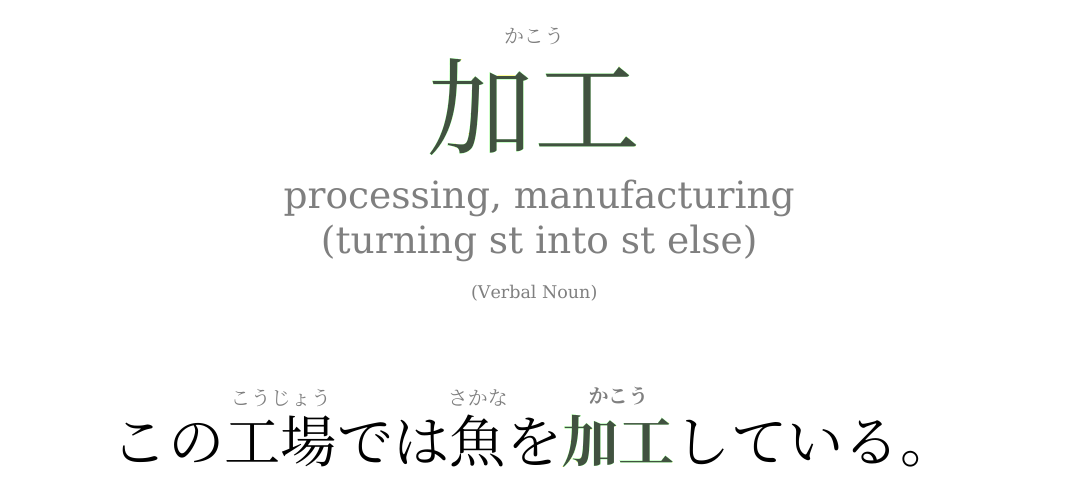 かこう
加工
processing, manufacturing
(turning st into st else)
(Verbal Noun)
こうじょう さかな かこう
この工場では魚を加工している。